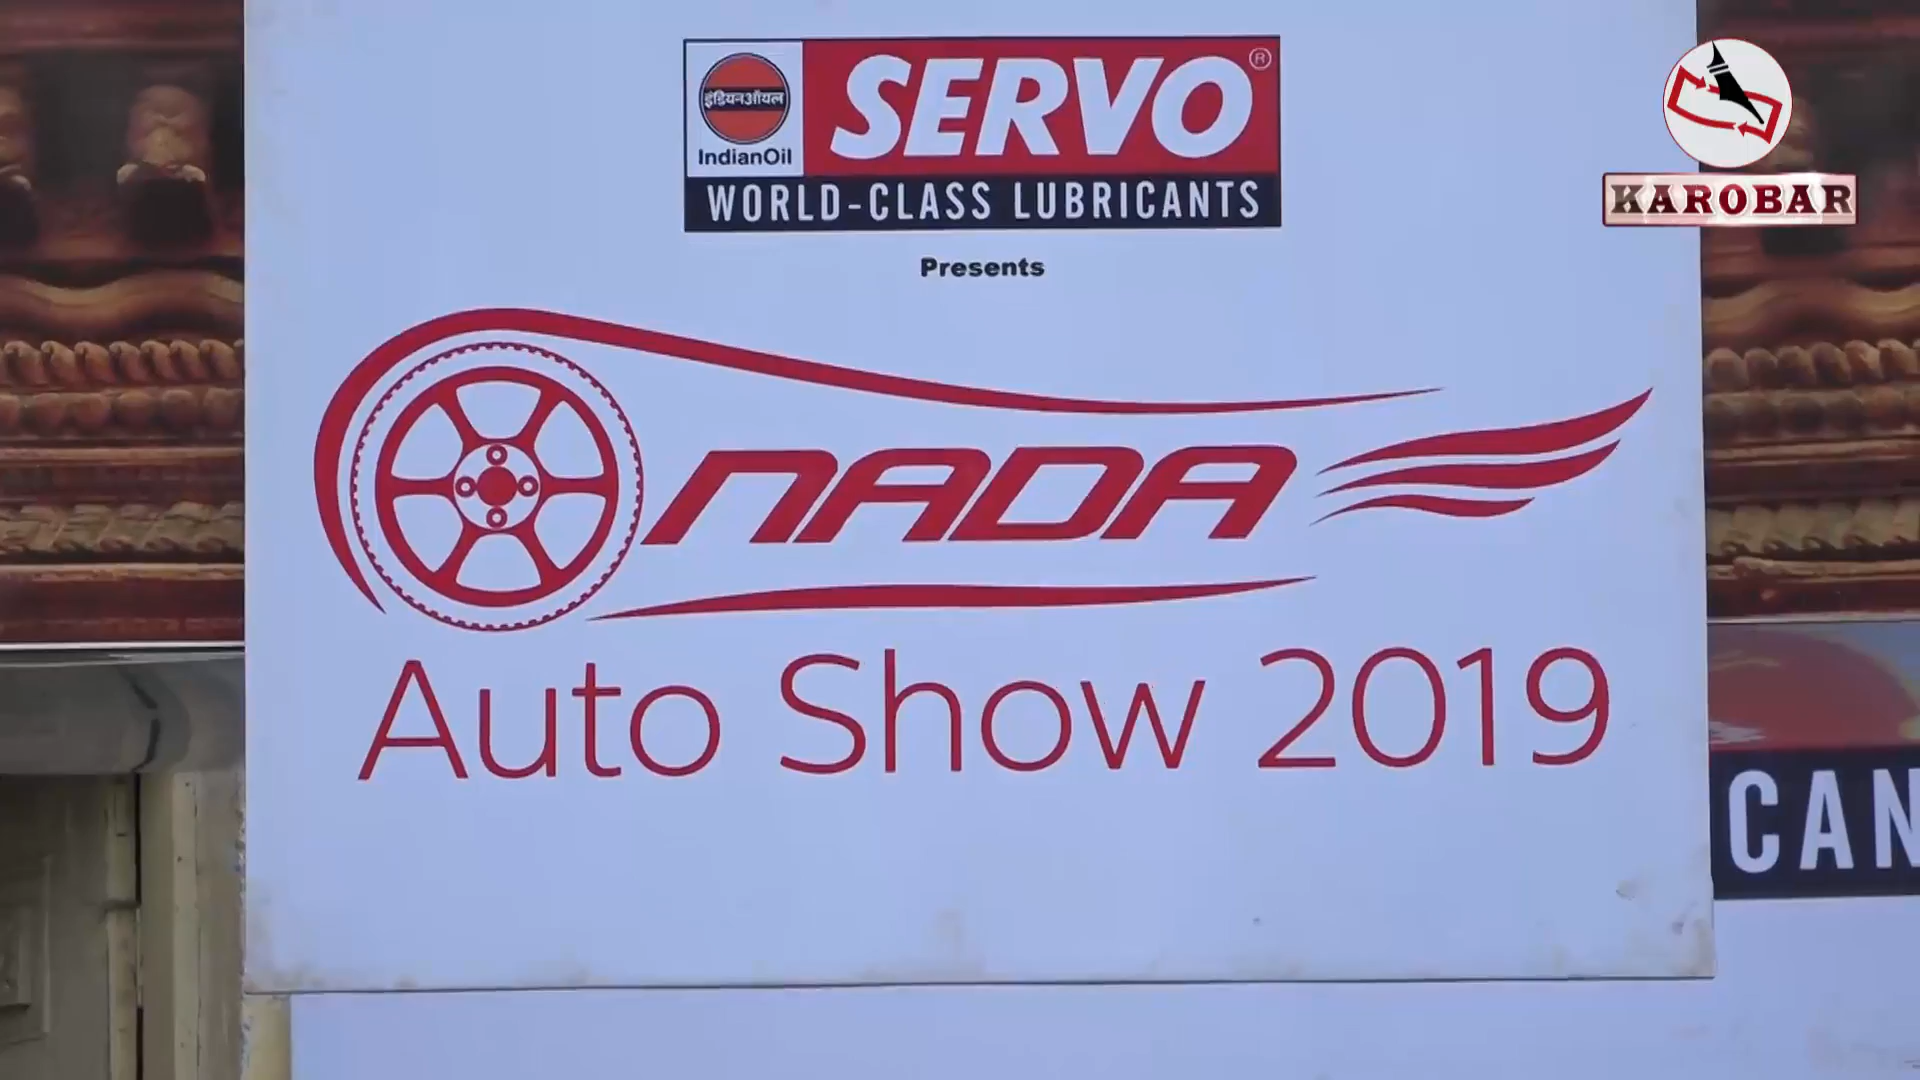 इंडियनऑयल
IndianOil
SERVO®
WORLD-CLASS LUBRICANTS
Presents
NADA
Auto Show 2019
KAROBAR
CAN